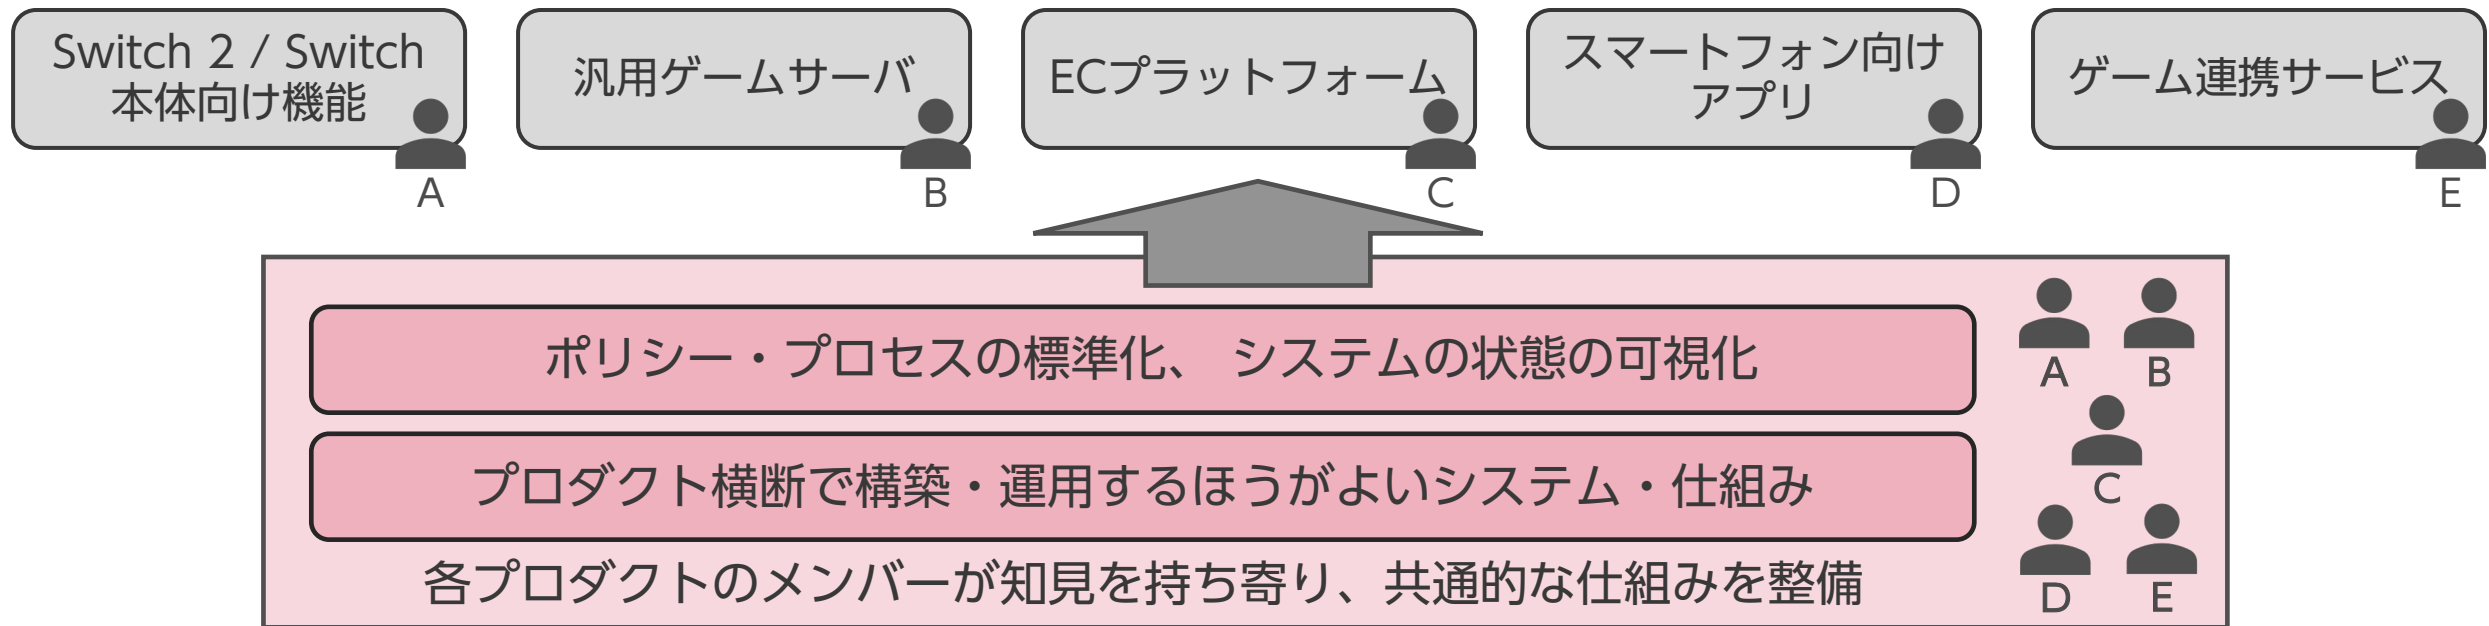 Switch 2 / Switch
本体向け機能
A
汎用ゲームサーバ
B
ECプラットフォーム
C
スマートフォン向け
アプリ
D
ゲーム連携サービス
E
ポリシー・プロセスの標準化、 システムの状態の可視化
プロダクト横断で構築・運用するほうがよいシステム・仕組み
各プロダクトのメンバーが知見を持ち寄り、共通的な仕組みを整備
A
B
C
D
E